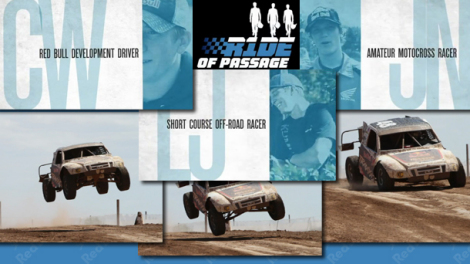 CW
RED BULL DEVELOPMENT DRIVER
RIDE
OF PASSAGE
AMATEUR MOTOCROSS RACER
JN
SHORT COURSE OFF-ROAD RACER
LJ